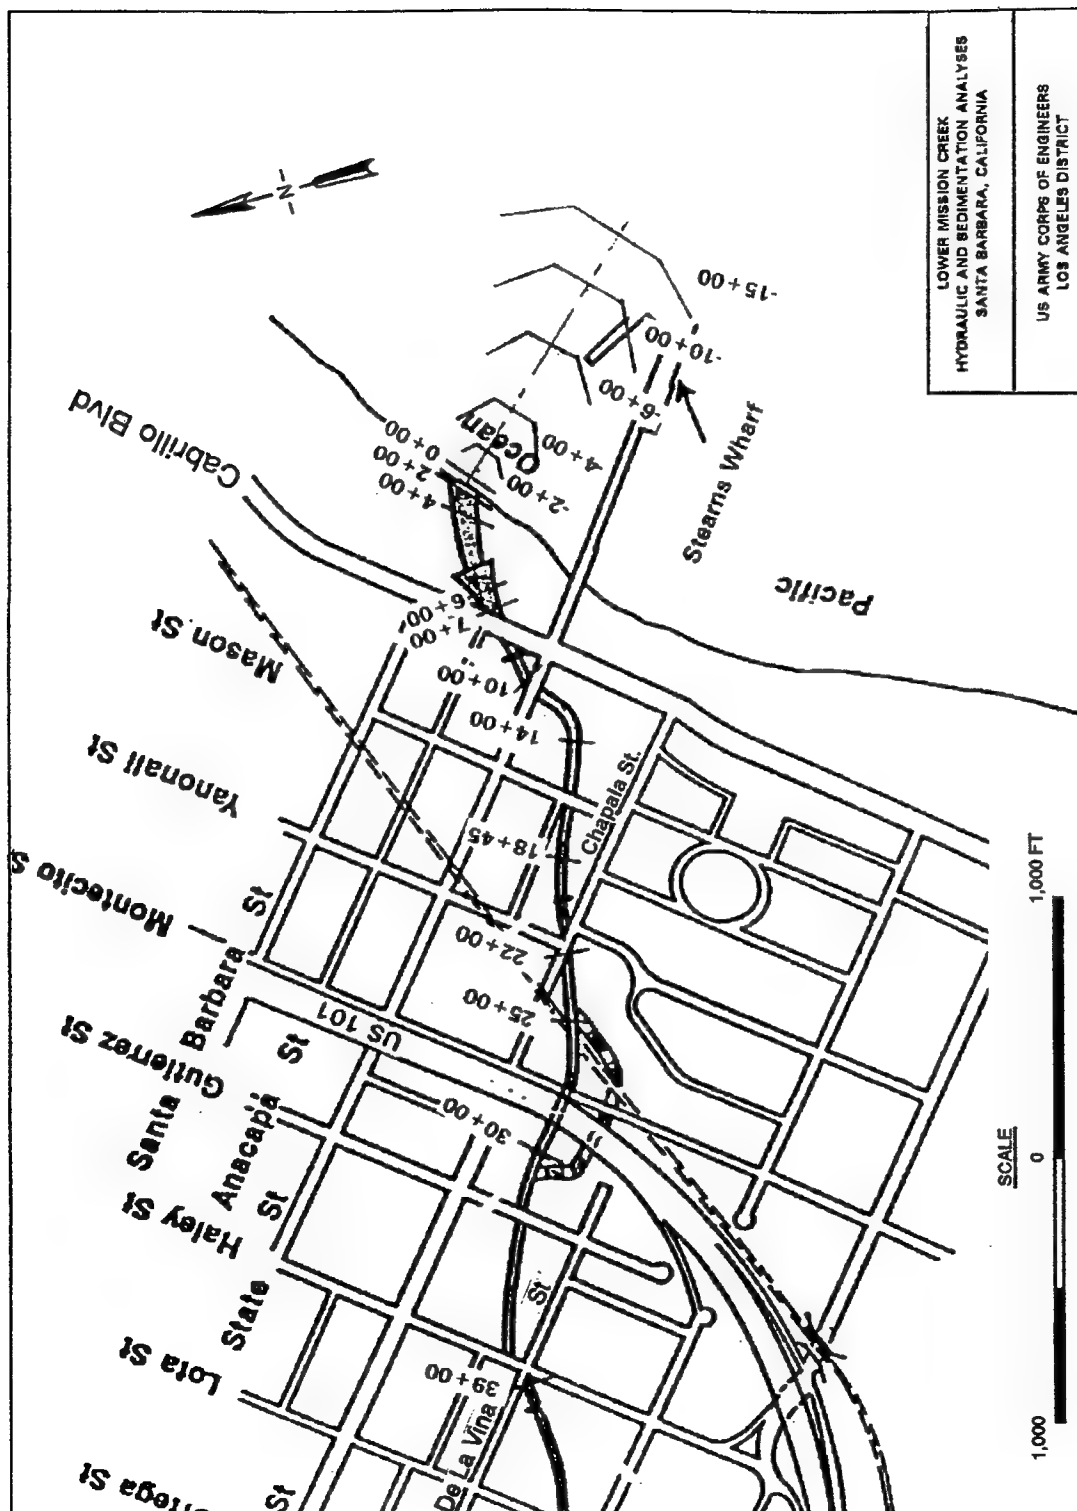 LOWER MISSION CREEK
HYDRAULIC AND SEDIMENTATION ANALYSES
SANTA BARBARA, CALIFORNIA
US ARMY CORPS OF ENGINEERS
LOS ANGELES DISTRICT
N
-15+00
-10+00
-6+00
-4+00
-2+00
0+00
2+00
4+00
6+00
7+00
10+00
14+00
18+45
22+00
25+00
30+00
39+00
Pacific
Ocean
Stearns Wharf
Cabrillo Blvd
Mason St
Yanonali St
Montecito S
US 101
Gutierrez St
Haley St
Lota St
rtega St
Santa Barbara St
Anacapa St
State St
St
Chapala St.
De La Vina St
SCALE
1,000
0
1,000 FT